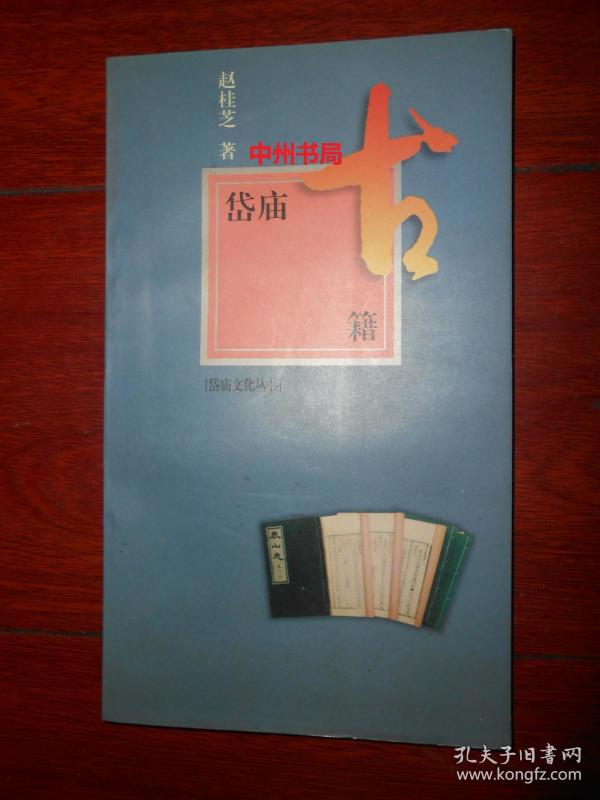 赵桂芝 著
中州书局
岱庙
古
籍
[岱庙文化丛书]
泰山志
孔夫子旧书网
www.kongfz.com